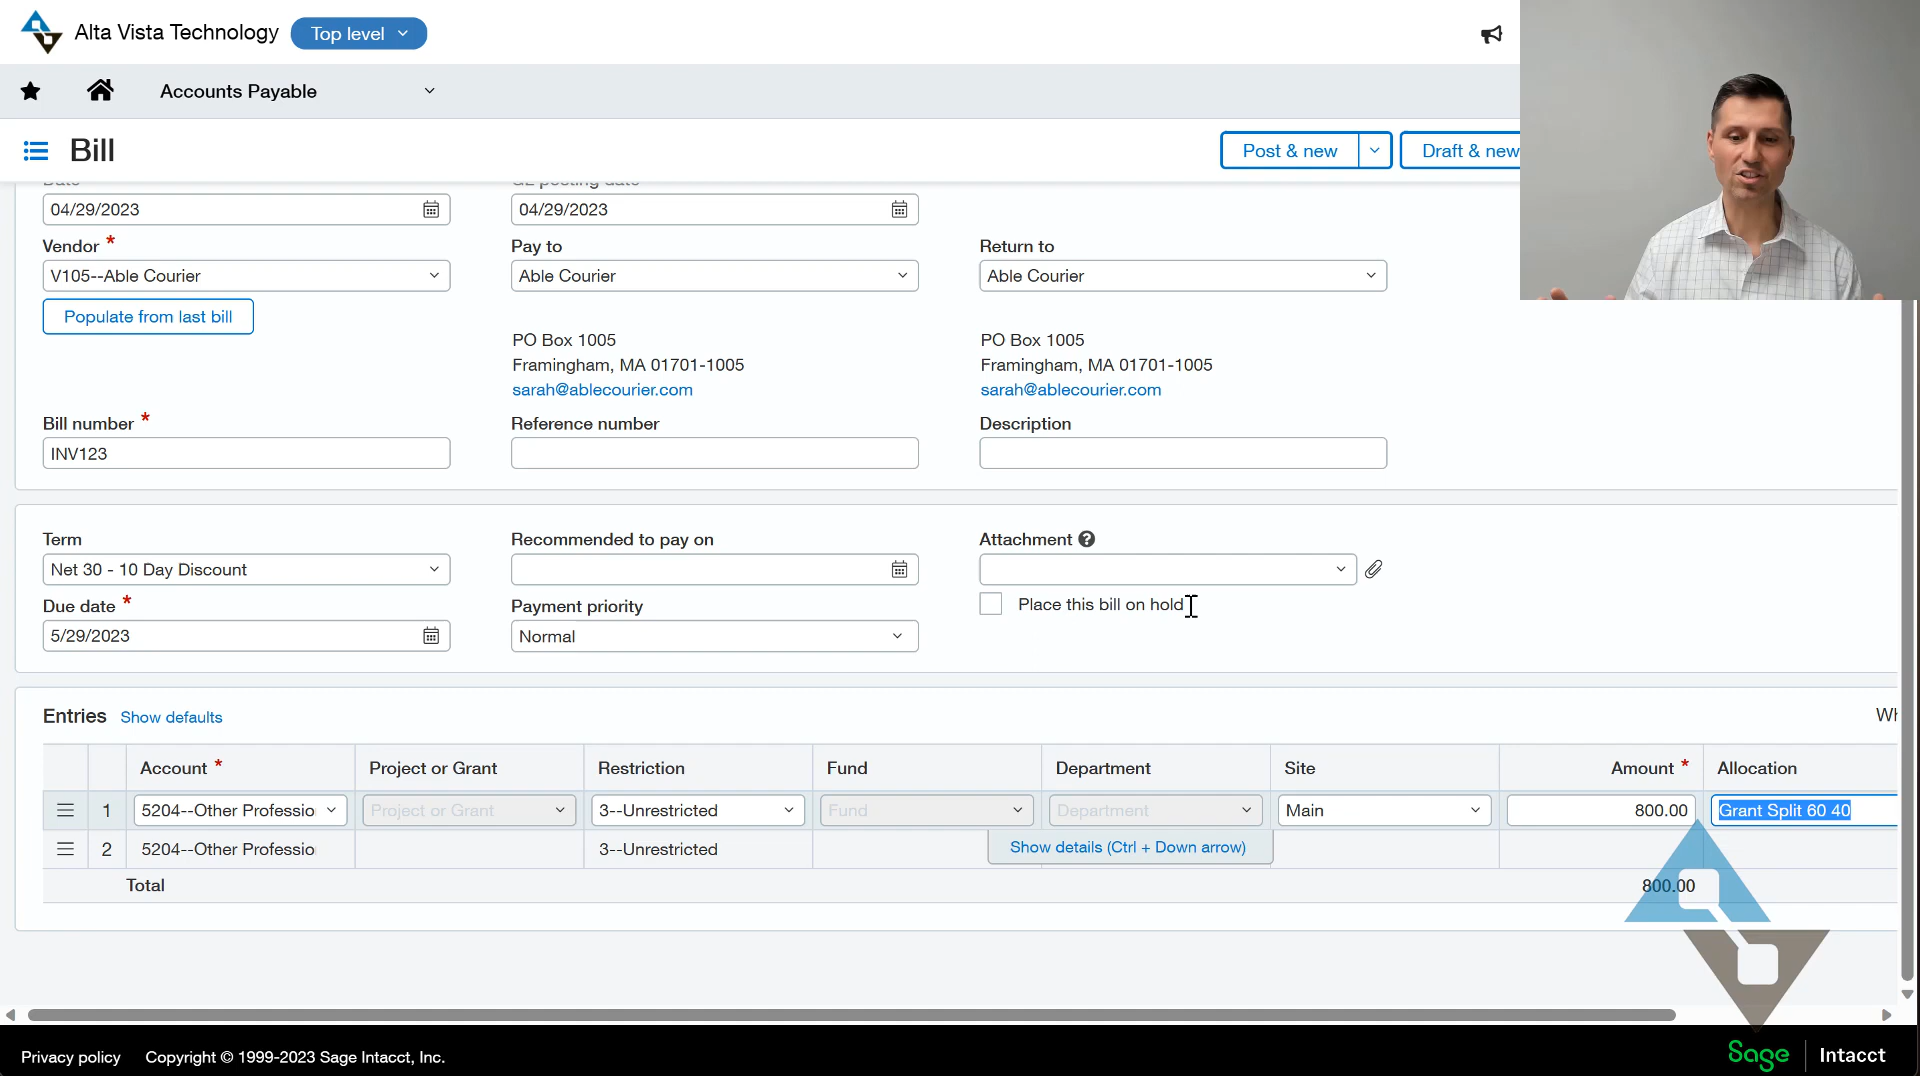 Alta Vista Technology Top level
Accounts Payable
Bill Post & new Draft & new
04/29/2023 04/29/2023
Vendor * Pay to Return to
V105--Able Courier Able Courier Able Courier
Populate from last bill
PO Box 1005 PO Box 1005
Framingham, MA 01701-1005 Framingham, MA 01701-1005
sarah@ablecourier.com sarah@ablecourier.com
Bill number * Reference number Description
INV123
Term Recommended to pay on Attachment ?
Net 30 - 10 Day Discount
Place this bill on hold
Due date * Payment priority
5/29/2023 Normal
Entries Show defaults
Account * Project or Grant Restriction Fund Department Site Amount * Allocation
1 5204--Other Professio Project or Grant 3--Unrestricted Fund Department Main 800.00 Grant Split 60 40
2 5204--Other Professio 3--Unrestricted Show details (Ctrl + Down arrow)
Total 800.00
Privacy policy Copyright © 1999-2023 Sage Intacct, Inc. Sage Intacct